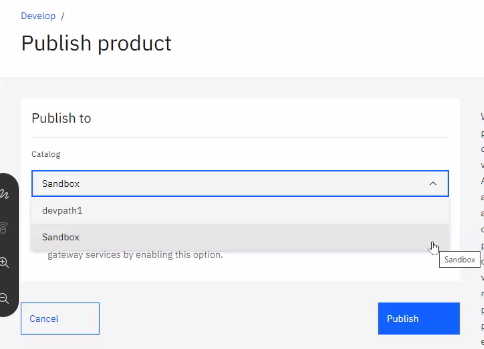 Develop /
Publish product
Publish to
Catalog
Sandbox
devpath1
Sandbox
gateway services by enabling this option.
Sandbox
Cancel
Publish